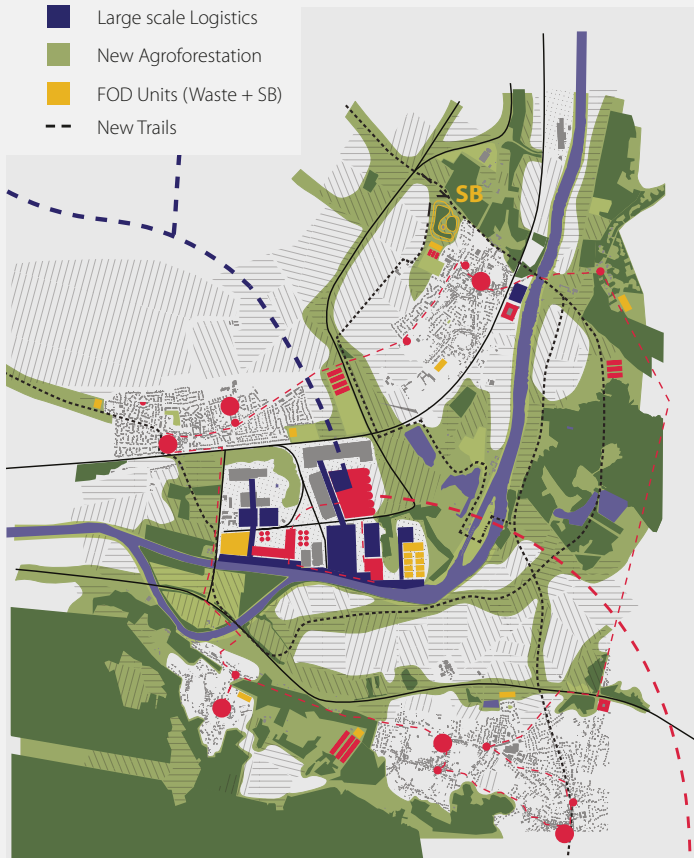 Large scale Logistics
New Agroforestation
FOD Units (Waste + SB)
New Trails
SB